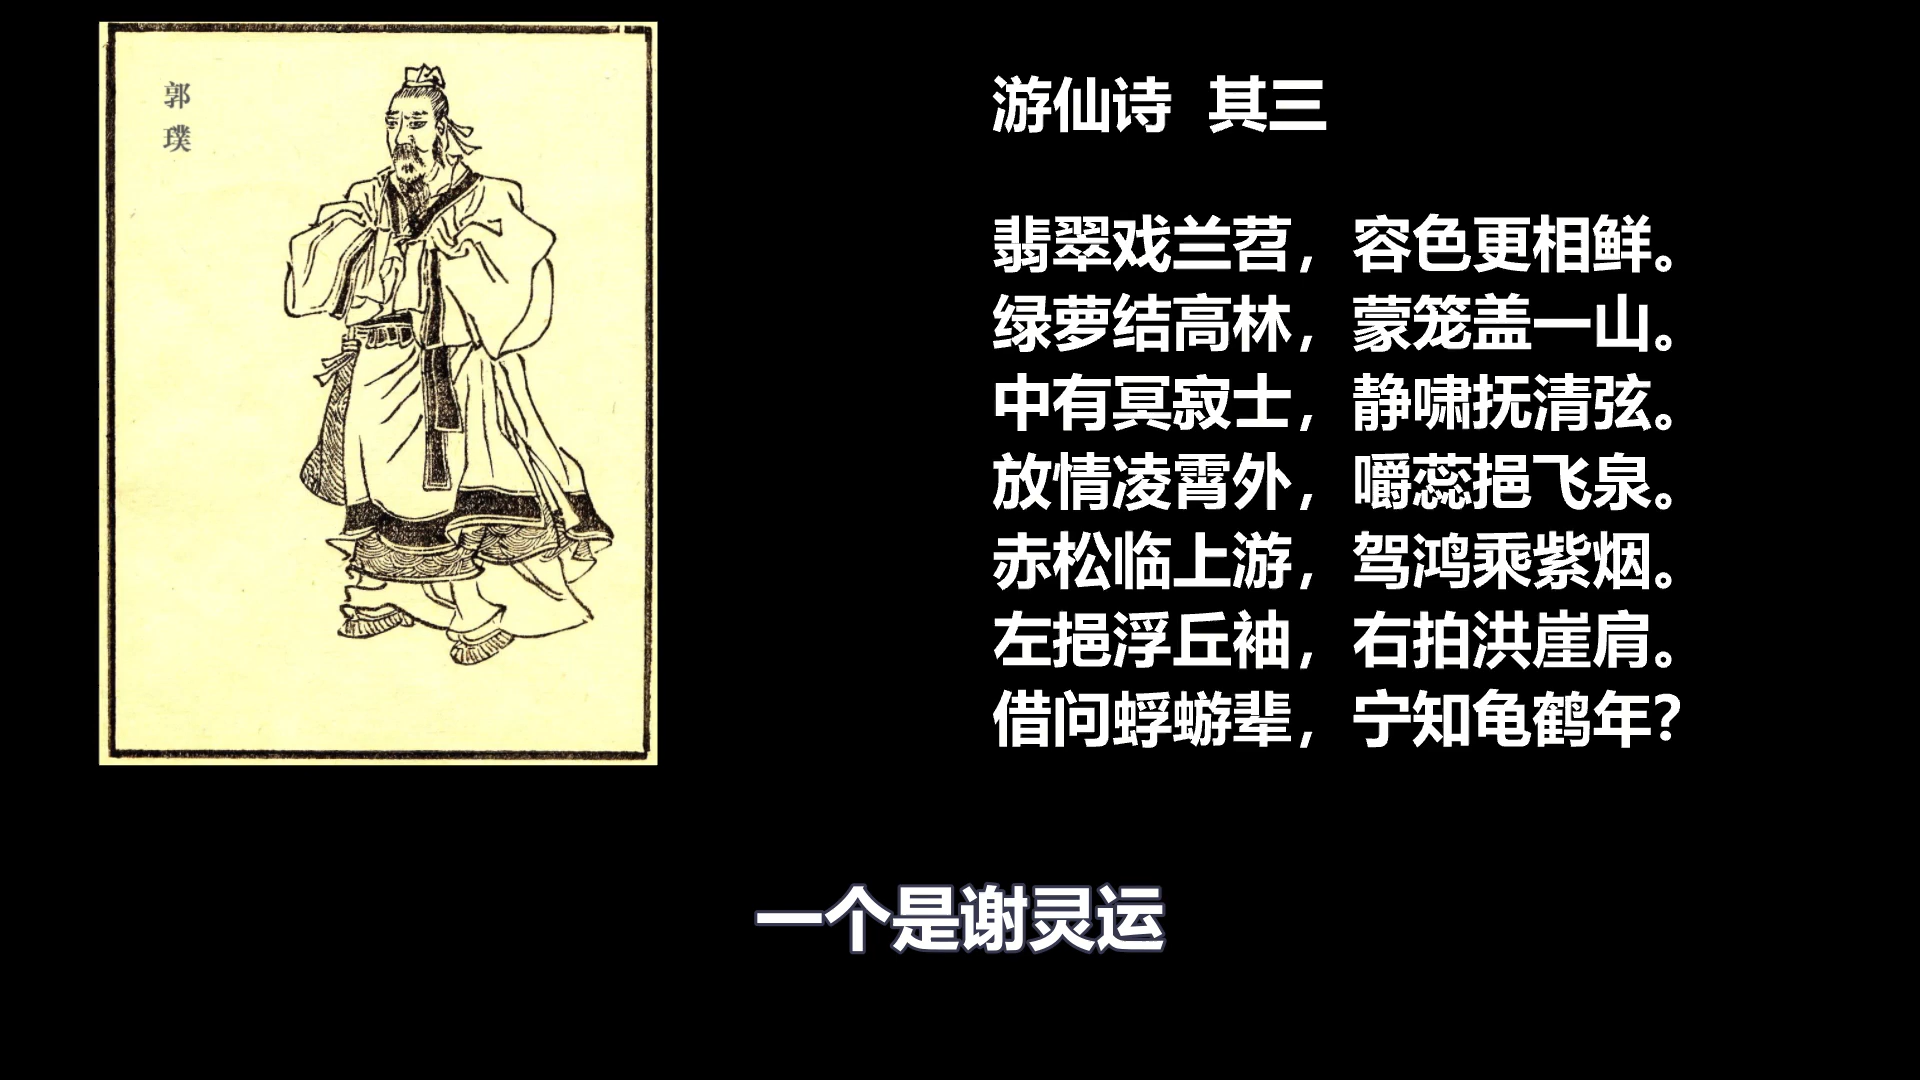 郭璞
游仙诗 其三
翡翠戏兰苕，容色更相鲜。
绿萝结高林，蒙笼盖一山。
中有冥寂士，静啸抚清弦。
放情凌霄外，嚼蕊挹飞泉。
赤松临上游，驾鸿乘紫烟。
左挹浮丘袖，右拍洪崖肩。
借问蜉蝣辈，宁知龟鹤年？
一个是谢灵运